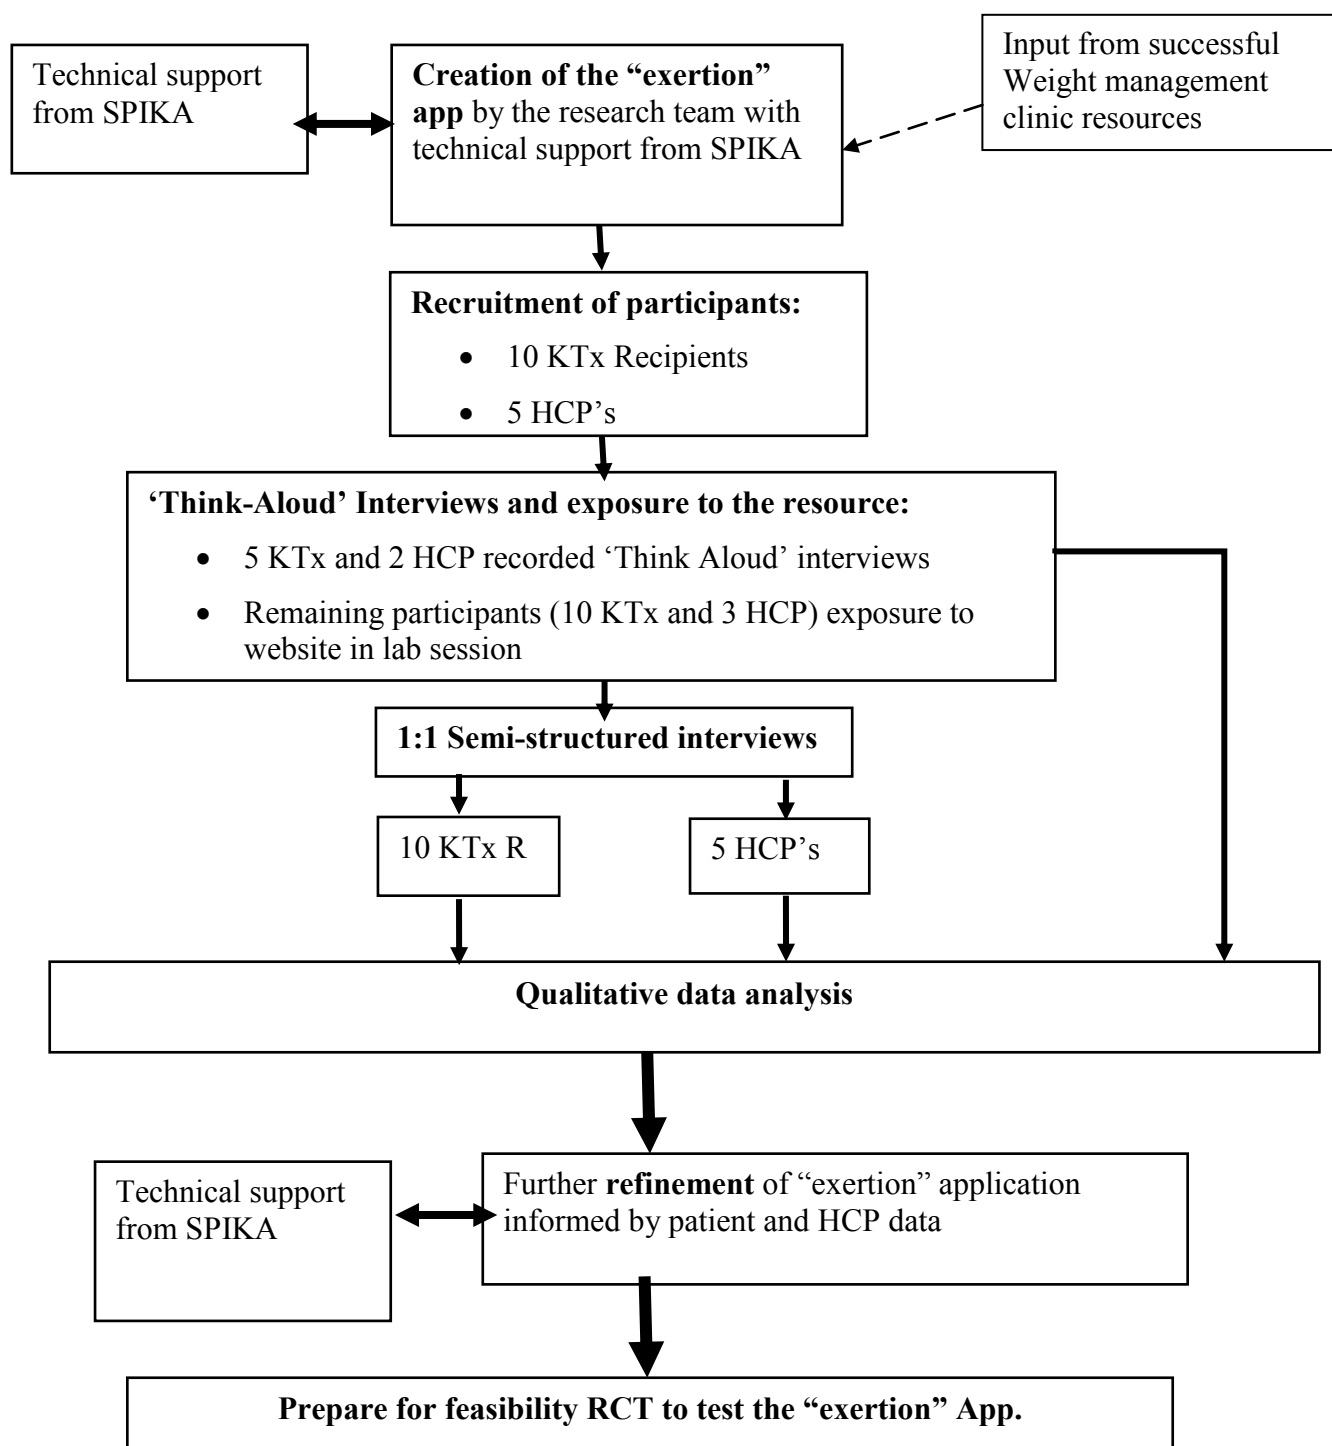 Technical support
from SPIKA
Creation of the “exertion”
app by the research team with
technical support from SPIKA
Input from successful
Weight management
clinic resources
Recruitment of participants:
• 10 KTx Recipients
• 5 HCP’s
‘Think-Aloud’ Interviews and exposure to the resource:
• 5 KTx and 2 HCP recorded ‘Think Aloud’ interviews
• Remaining participants (10 KTx and 3 HCP) exposure to
website in lab session
1:1 Semi-structured interviews
10 KTx R
5 HCP’s
Qualitative data analysis
Technical support
from SPIKA
Further refinement of “exertion” application
informed by patient and HCP data
Prepare for feasibility RCT to test the “exertion” App.